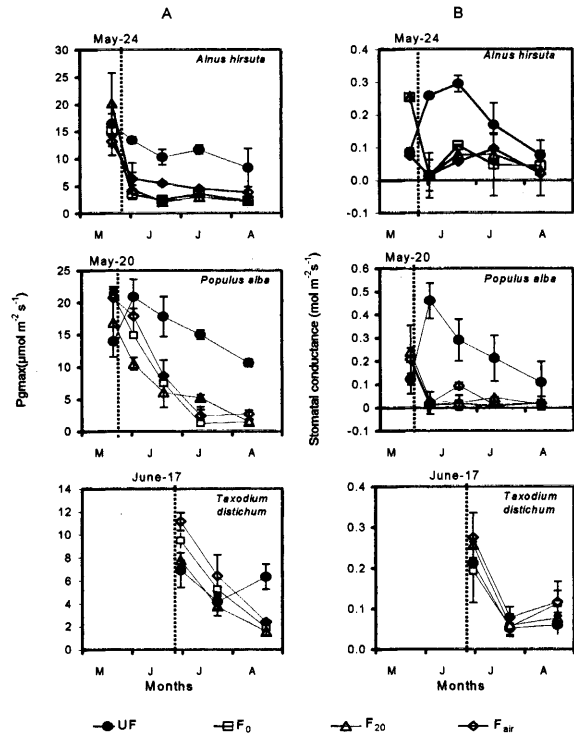 A
B
May-24
May-24
Alnus hirsuta
Alnus hirsuta
30
25
20
15
10
5
0
M J J A
0.4
0.3
0.2
0.1
0.0
-0.1
M J J A
May-20
May-20
Populus alba
Populus alba
25
20
15
10
5
0
M J J A
0.6
0.5
0.4
0.3
0.2
0.1
0
-0.1
M J J A
Pgmax(μmol m⁻² s⁻¹)
Stomatal conductance (mol m⁻² s⁻¹)
June-17
June-17
Taxodium
distichum
Taxodium
distichum
14
12
10
8
6
4
2
0
M J J A
0.4
0.3
0.2
0.1
0.0
M J J A
Months
Months
UF F₀ F₂₀ Fair